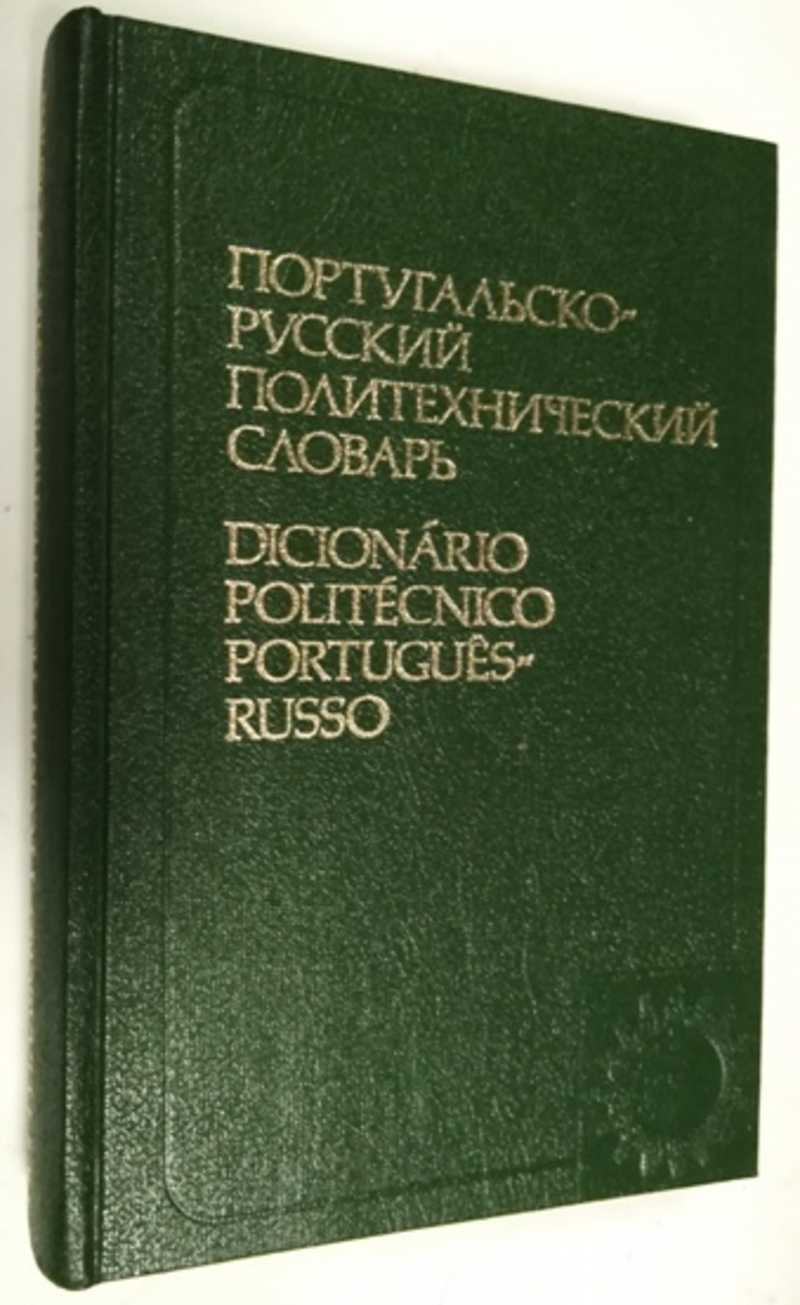 ПОРТУГАЛЬСКО-
РУССКИЙ
ПОЛИТЕХНИЧЕСКИЙ
СЛОВАРЬ
DICIONÁRIO
POLITÉCNICO
PORTUGUÊS-
RUSSO